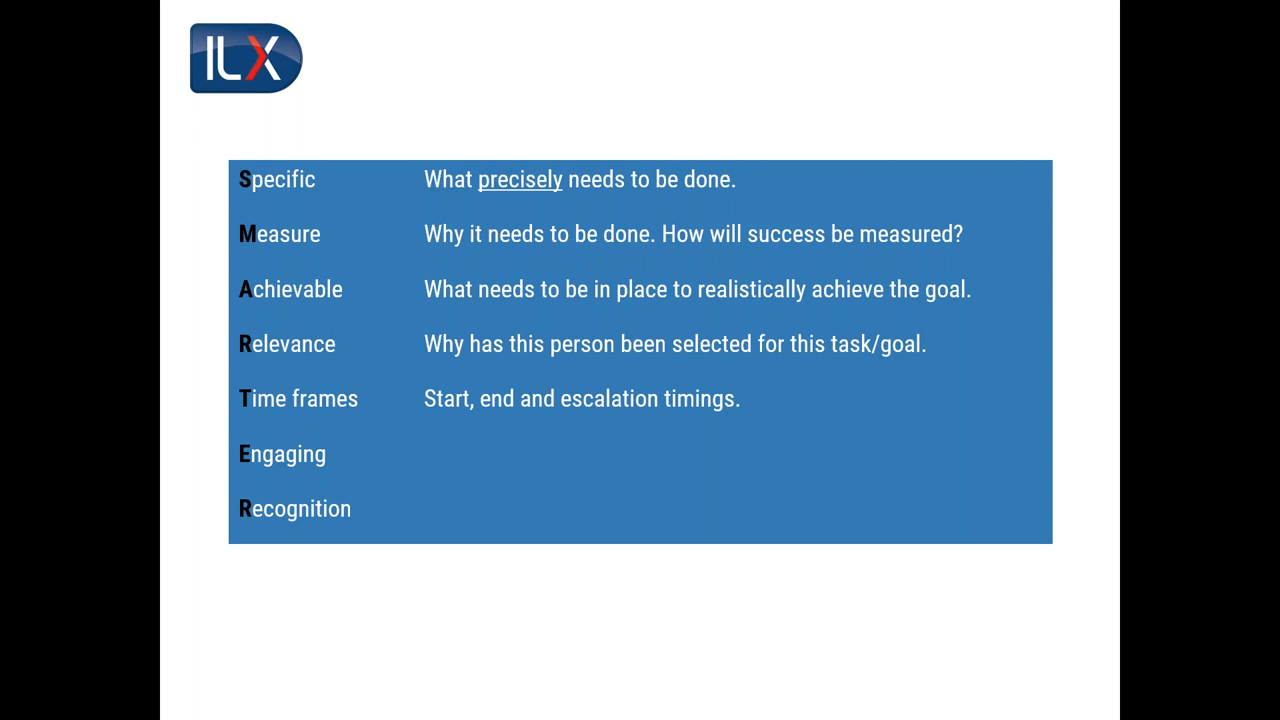 ILX
Specific What precisely needs to be done.
Measure Why it needs to be done. How will success be measured?
Achievable What needs to be in place to realistically achieve the goal.
Relevance Why has this person been selected for this task/goal.
Time frames Start, end and escalation timings.
Engaging
Recognition